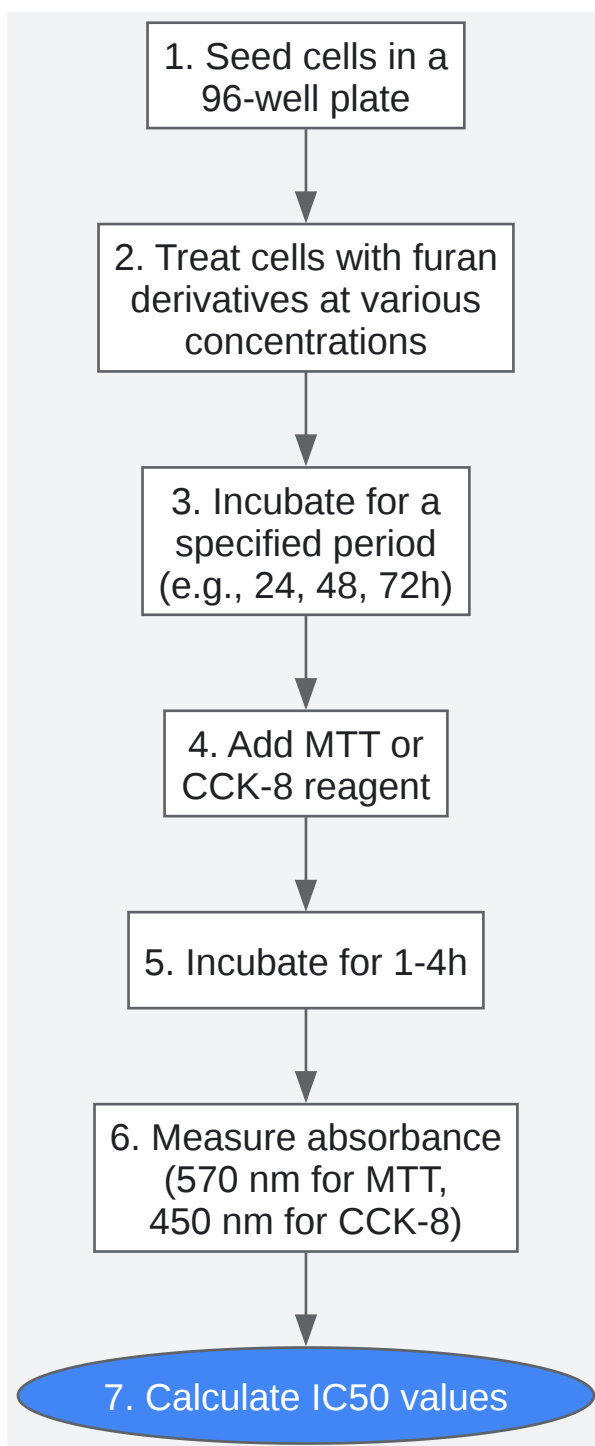 1. Seed cells in a
96-well plate
2. Treat cells with furan
derivatives at various
concentrations
3. Incubate for a
specified period
(e.g., 24, 48, 72h)
4. Add MTT or
CCK-8 reagent
5. Incubate for 1-4h
6. Measure absorbance
(570 nm for MTT,
450 nm for CCK-8)
7. Calculate IC50 values